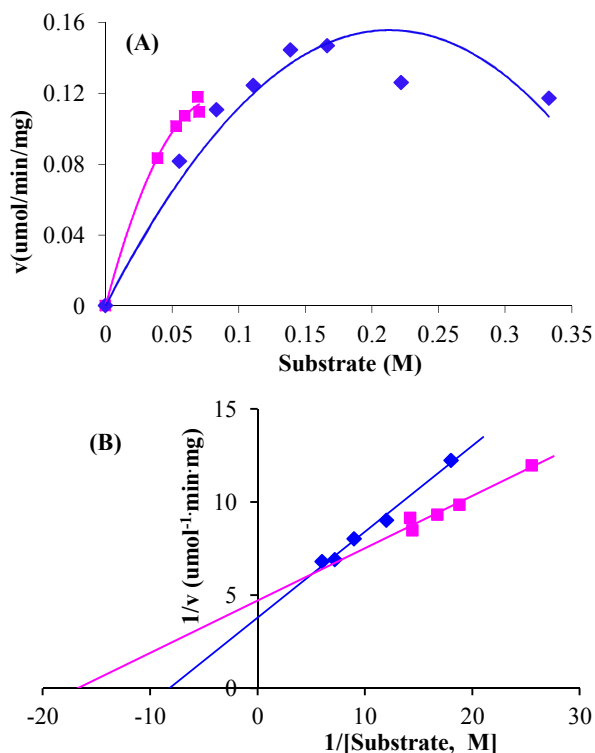 (A)
v(umol/min/mg)
0.16
0.12
0.08
0.04
0
0 0.05 0.1 0.15 0.2 0.25 0.3 0.35
Substrate (M)
(B)
1/v (umol⁻¹·min·mg)
15
10
5
0
-20 -10 0 10 20 30
1/[Substrate, M]